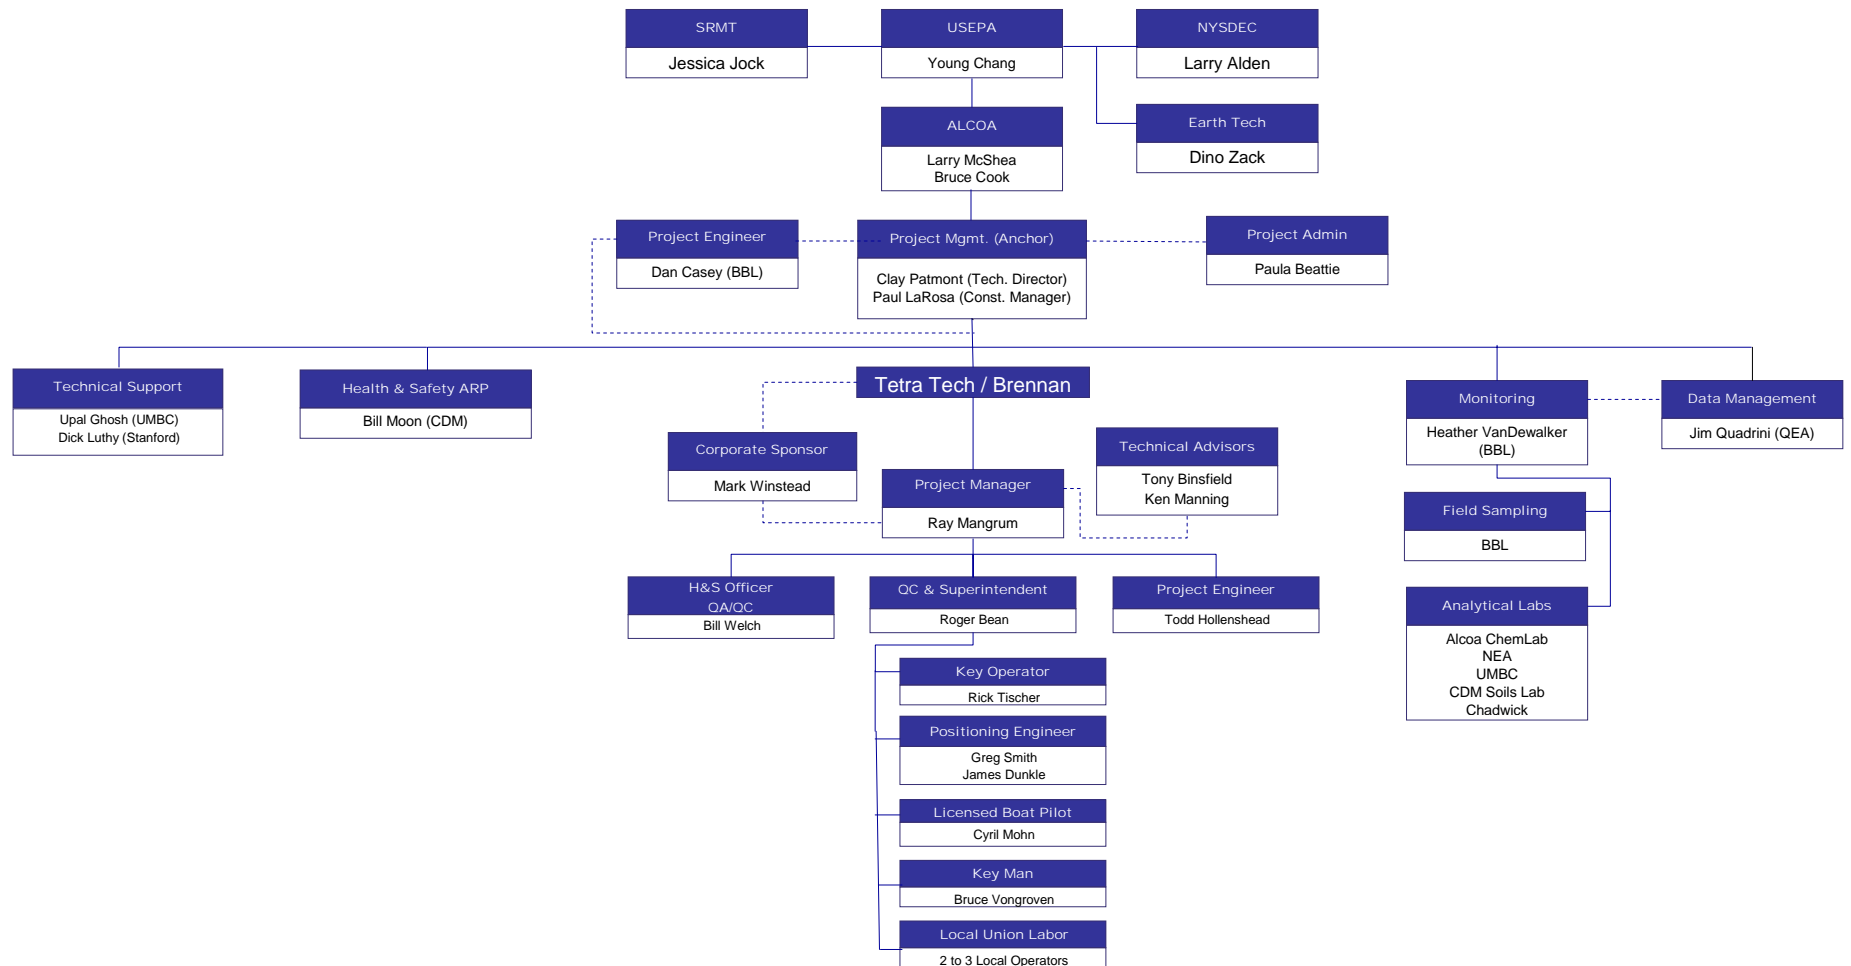 SRMT
Jessica Jock
USEPA
Young Chang
NYSDEC
Larry Alden
ALCOA
Larry McShea
Bruce Cook
Earth Tech
Dino Zack
Project Engineer
Dan Casey (BBL)
Project Mgmt. (Anchor)
Clay Patmont (Tech. Director)
Paul LaRosa (Const. Manager)
Project Admin
Paula Beattie
Technical Support
Upal Ghosh (UMBC)
Dick Luthy (Stanford)
Health & Safety ARP
Bill Moon (CDM)
Tetra Tech / Brennan
Monitoring
Heather VanDewalker
(BBL)
Data Management
Jim Quadrini (QEA)
Corporate Sponsor
Mark Winstead
Project Manager
Ray Mangrum
Technical Advisors
Tony Binsfield
Ken Manning
Field Sampling
BBL
H&S Officer
QA/QC
Bill Welch
QC & Superintendent
Roger Bean
Project Engineer
Todd Hollenshead
Analytical Labs
Alcoa ChemLab
NEA
UMBC
CDM Soils Lab
Chadwick
Key Operator
Rick Tischer
Positioning Engineer
Greg Smith
James Dunkle
Licensed Boat Pilot
Cyril Mohn
Key Man
Bruce Vongroven
Local Union Labor
2 to 3 Local Operators